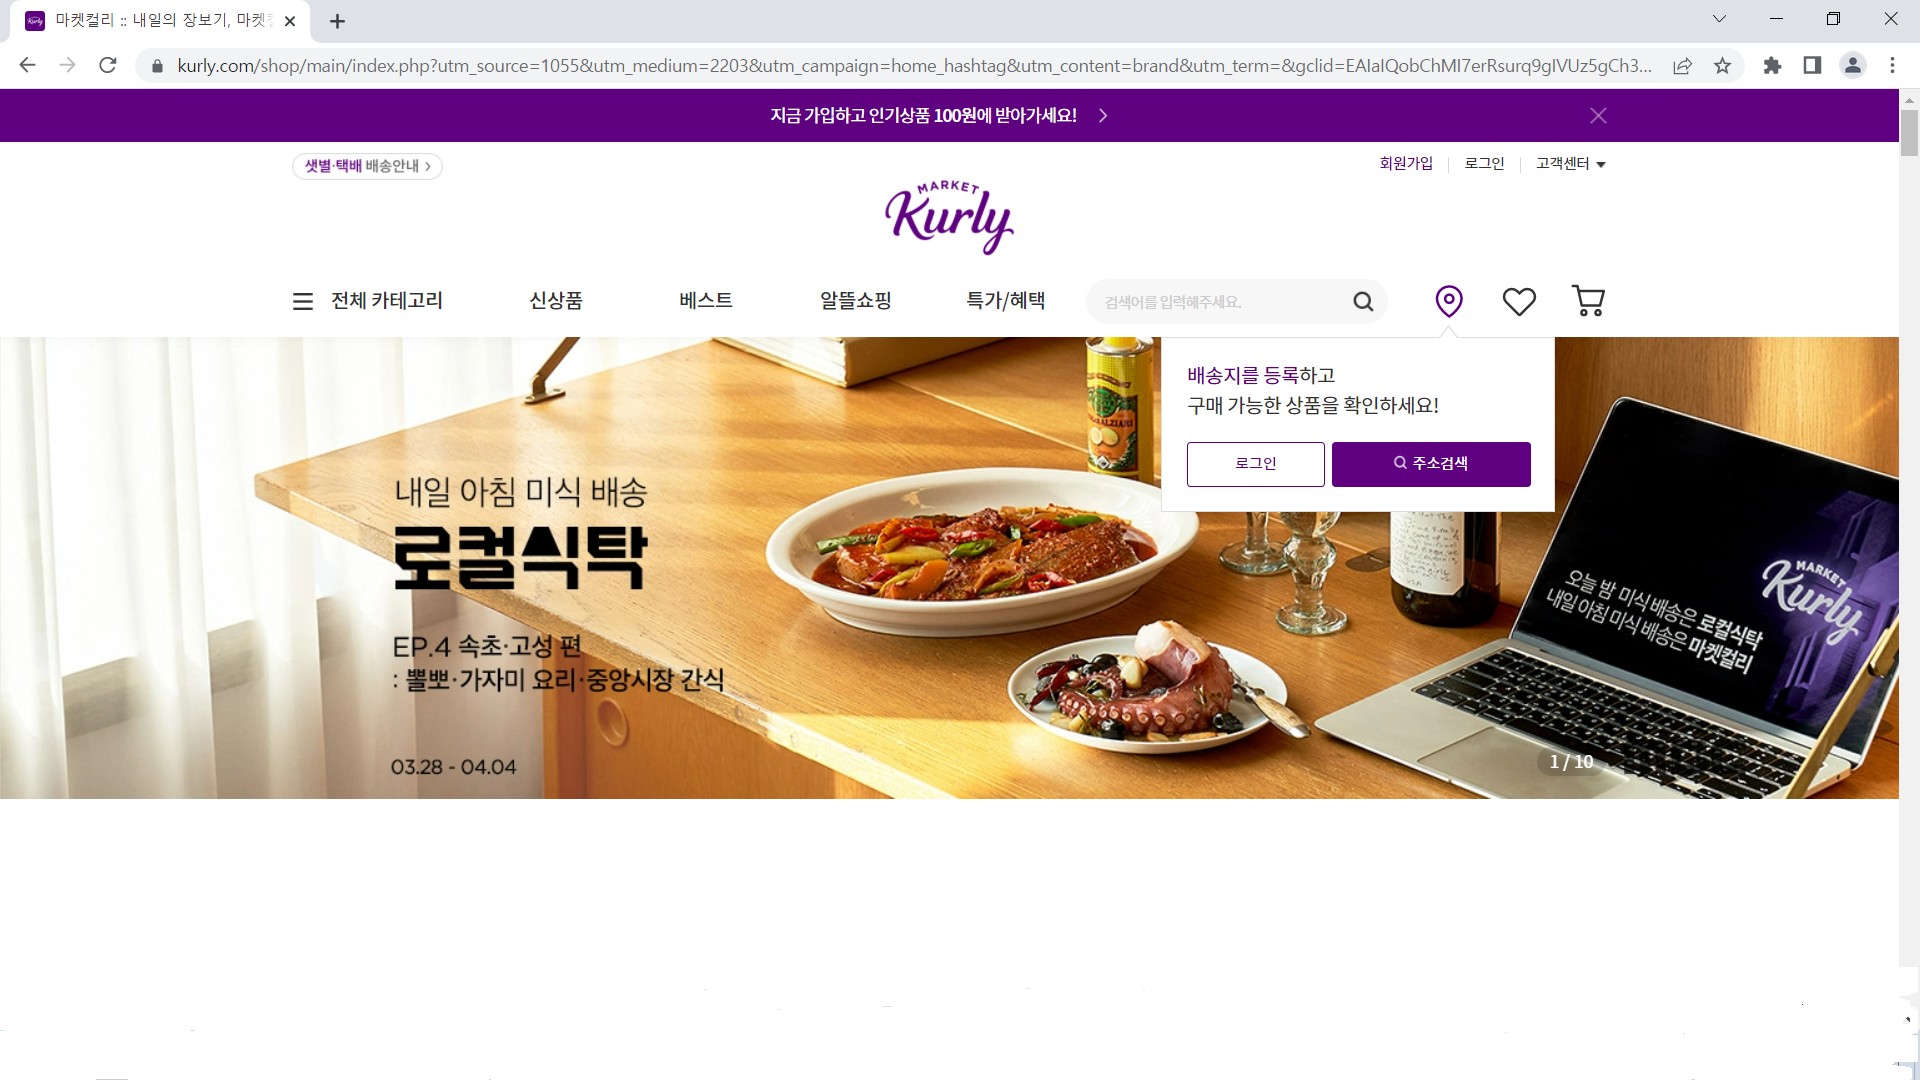 마켓컬리 :: 내일의 장보기, 마켓컬
kurly.com/shop/main/index.php?utm_source=1055&utm_medium=2203&utm_campaign=home_hashtag&utm_content=brand&utm_term=&gclid=EAIaIQobChMI7erRsurq9gIVUz5gCh3...
지금 가입하고 인기상품 100원에 받아가세요!
샛별·택배 배송안내
회원가입 로그인 고객센터
MARKET
Kurly
전체 카테고리 신상품 베스트 알뜰쇼핑 특가/혜택 검색어를 입력해주세요.
배송지를 등록하고
구매 가능한 상품을 확인하세요!
로그인 주소검색
내일 아침 미식 배송
로컬식탁
EP.4 속초·고성 편
: 뽈뽀·가자미 요리·중앙시장 간식
03.28 - 04.04
오늘 밤 미식 배송은 로컬식탁
내일 아침 미식 배송은 마켓컬리
MARKET
Kurly
1 / 10